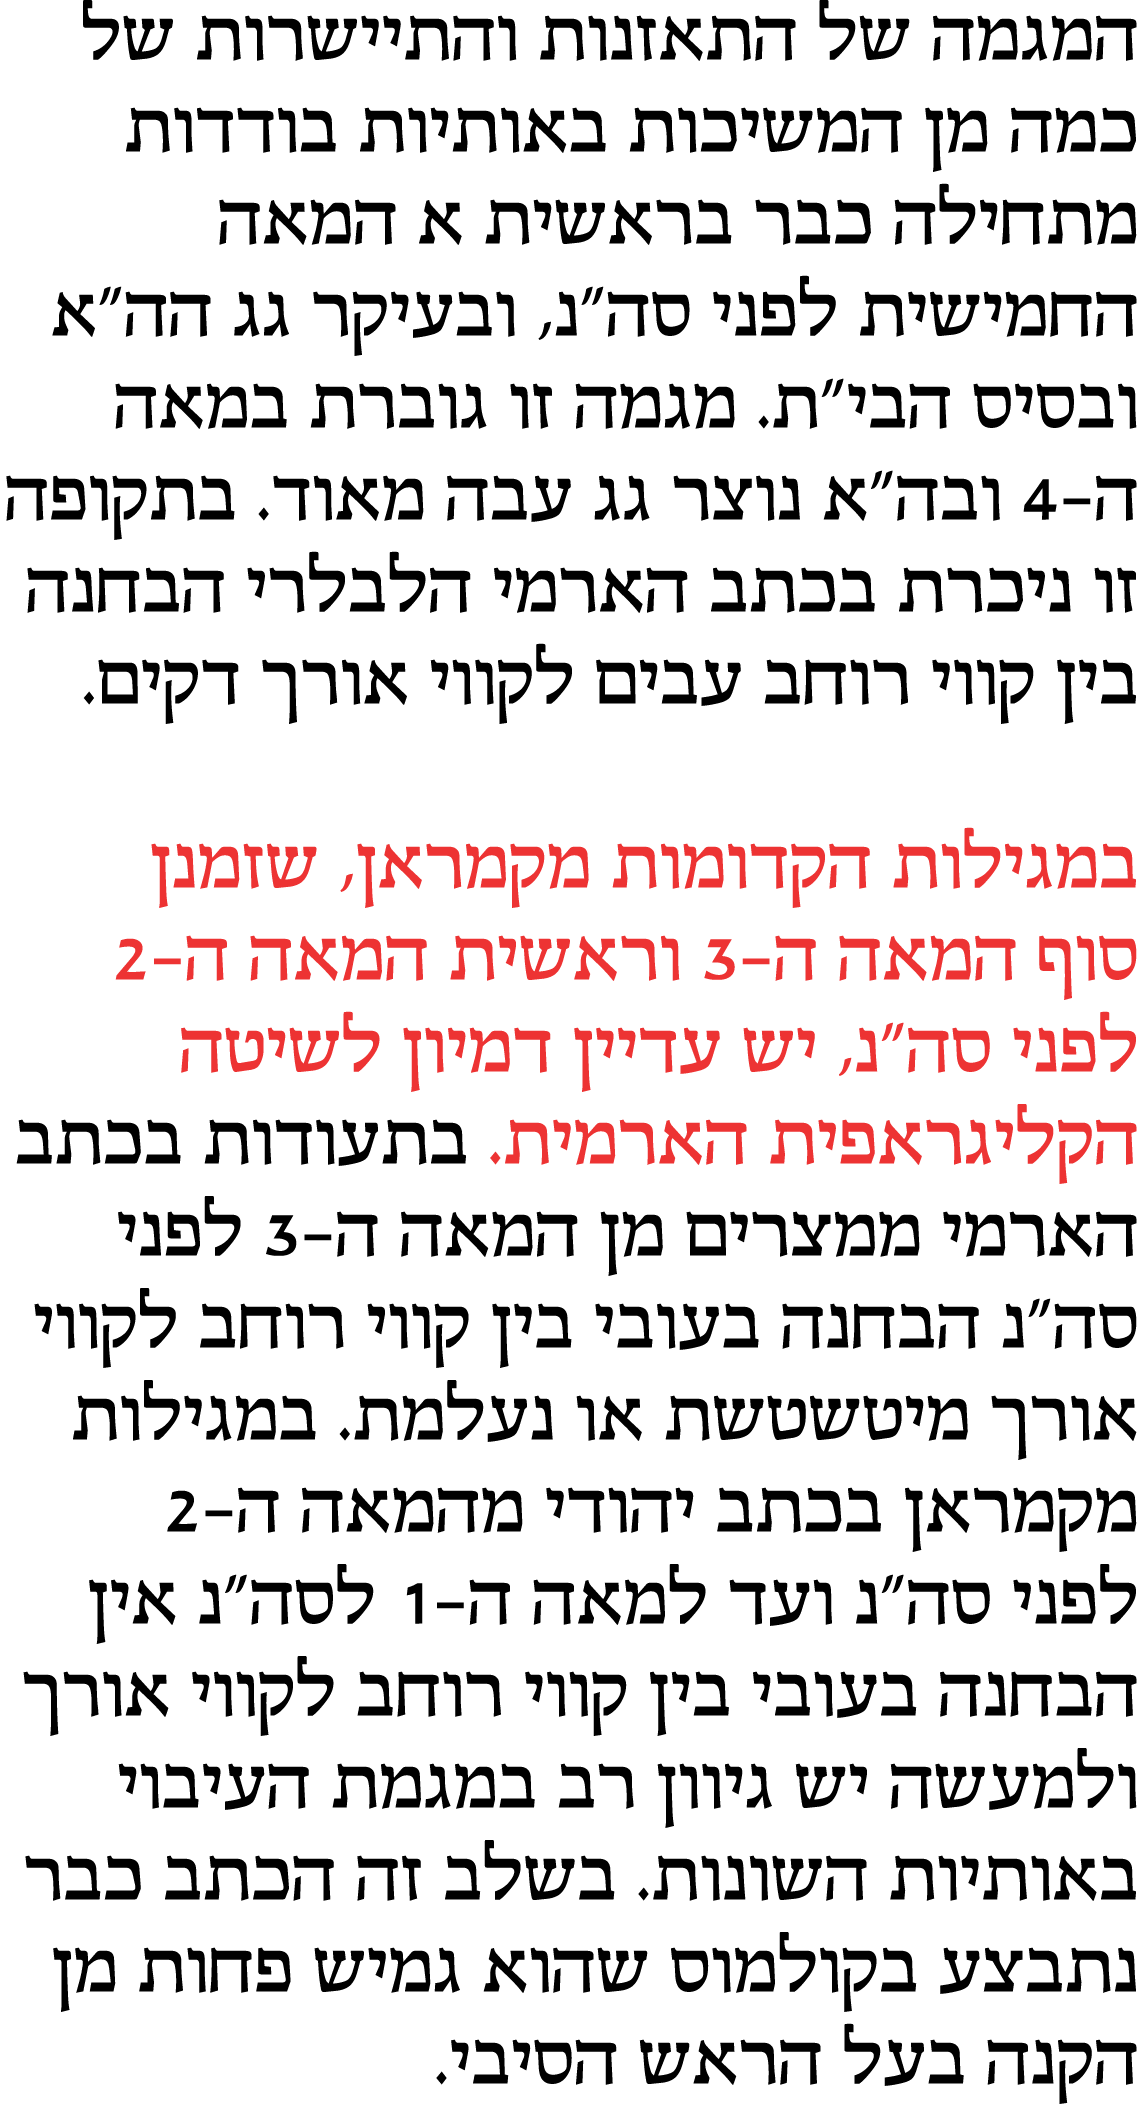 המגמה של התאזנות והתיישרות של
כמה מן המשיכות באותיות בודדות
מתחילה כבר בראשית א המאה
החמישית לפני סה״נ, ובעיקר גג הה״א
ובסיס הבי״ת. מגמה זו גוברת במאה
ה-4 ובה״א נוצר גג עבה מאוד. בתקופה
זו ניכרת בכתב הארמי הלבלרי הבחנה
בין קווי רוחב עבים לקווי אורך דקים.
במגילות הקדומות מקמראן, שזמנן
סוף המאה ה-3 וראשית המאה ה-2
לפני סה״נ, יש עדיין דמיון לשיטה
הקליגראפית הארמית. בתעודות בכתב
הארמי ממצרים מן המאה ה-3 לפני
סה״נ הבחנה בעובי בין קווי רוחב לקווי
אורך מיטשטשת או נעלמת. במגילות
מקמראן בכתב יהודי מהמאה ה-2
לפני סה״נ ועד למאה ה-1 לסה״נ אין
הבחנה בעובי בין קווי רוחב לקווי אורך
ולמעשה יש גיוון רב במגמת העיבוי
באותיות השונות. בשלב זה הכתב כבר
נתבצע בקולמוס שהוא גמיש פחות מן
הקנה בעל הראש הסיבי.